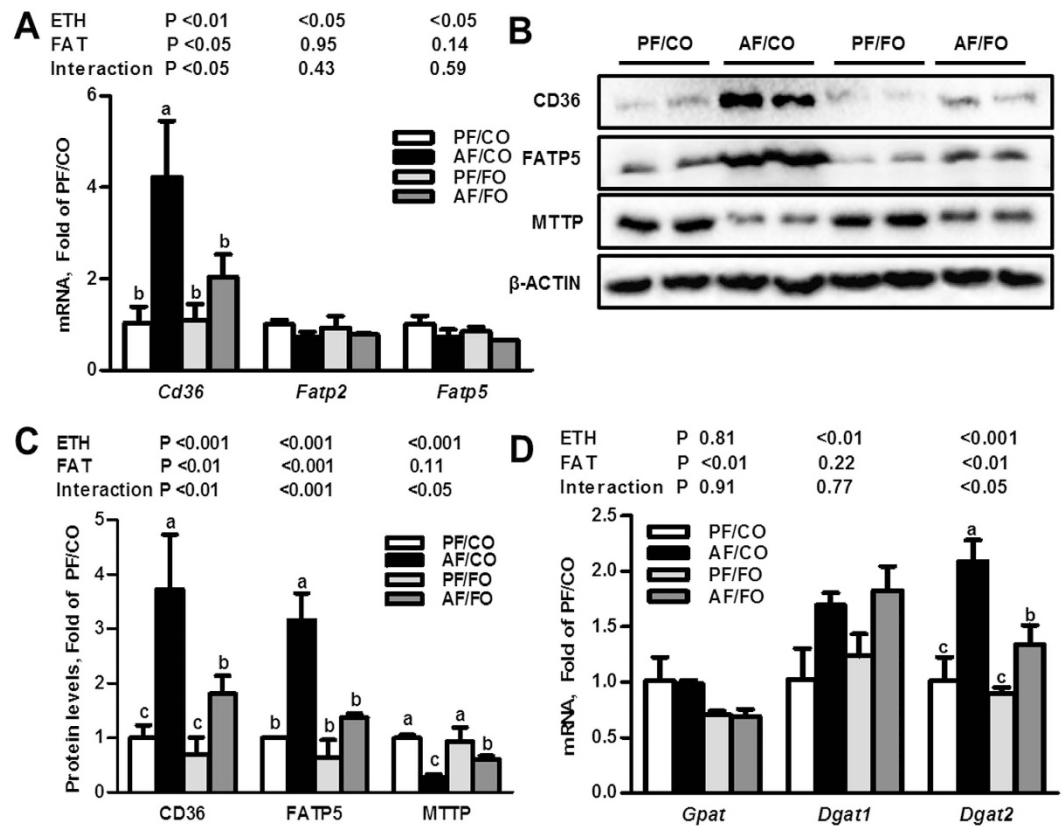 A
ETH P <0.01 <0.05 <0.05
FAT P <0.05 0.95 0.14
Interaction P <0.05 0.43 0.59
mRNA, Fold of PF/CO
6
4
2
0
a
b
b
b
PF/CO
AF/CO
PF/FO
AF/FO
Cd36 Fatp2 Fatp5
B
PF/CO AF/CO PF/FO AF/FO
CD36
FATP5
MTTP
β-ACTIN
C
ETH P <0.001 <0.001 <0.001
FAT P <0.01 <0.001 0.11
Interaction P <0.01 <0.001 <0.05
Protein levels, Fold of PF/CO
5
4
3
2
1
0
c a c b
b a b b
a c a b
PF/CO
AF/CO
PF/FO
AF/FO
CD36 FATP5 MTTP
D
ETH P 0.81 <0.01 <0.001
FAT P <0.01 0.22 <0.01
Interaction P 0.91 0.77 <0.05
mRNA, Fold of PF/CO
2.5
2.0
1.5
1.0
0.5
0.0
PF/CO
AF/CO
PF/FO
AF/FO
c a c b
Gpat Dgat1 Dgat2